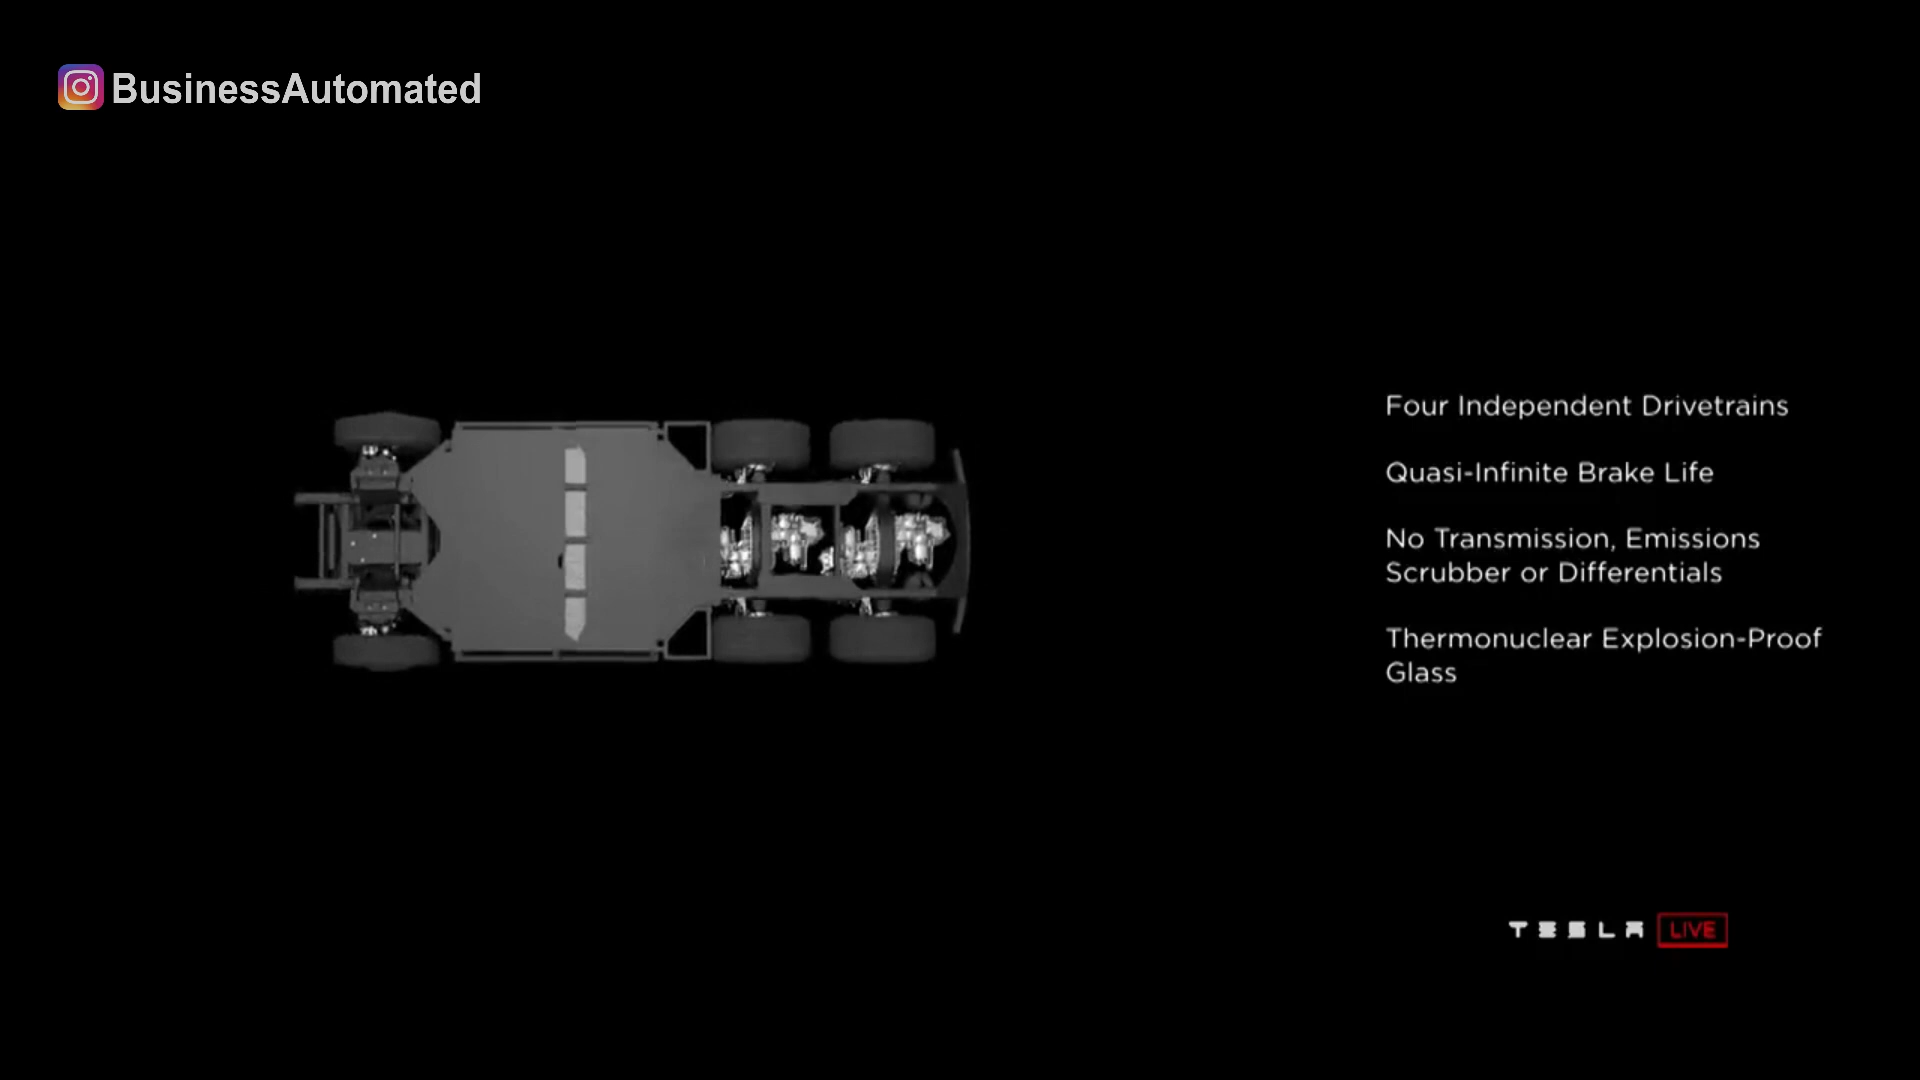 BusinessAutomated
Four Independent Drivetrains
Quasi-Infinite Brake Life
No Transmission, Emissions
Scrubber or Differentials
Thermonuclear Explosion-Proof
Glass
TESLA LIVE